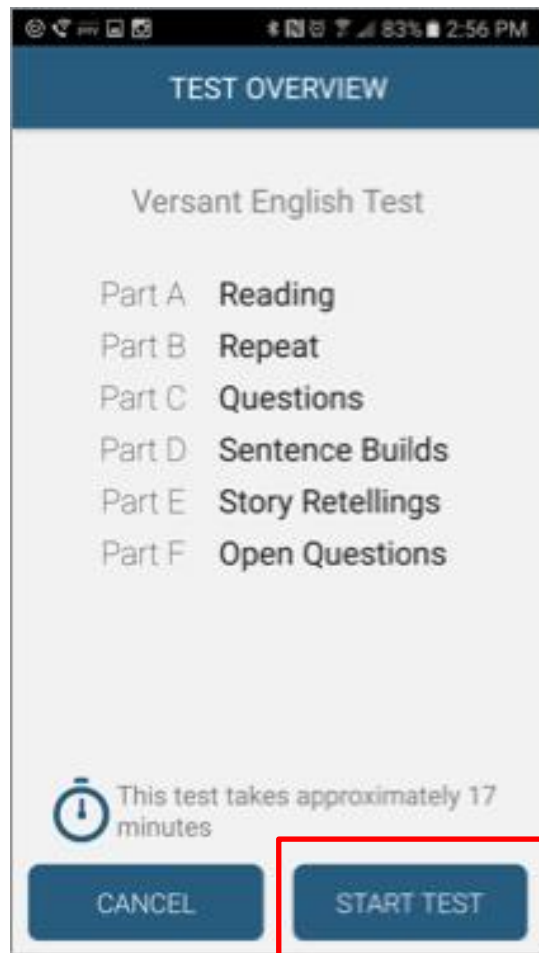 83% 2:56 PM
TEST OVERVIEW
Versant English Test
Part A Reading
Part B Repeat
Part C Questions
Part D Sentence Builds
Part E Story Retellings
Part F Open Questions
This test takes approximately 17
minutes
CANCEL START TEST